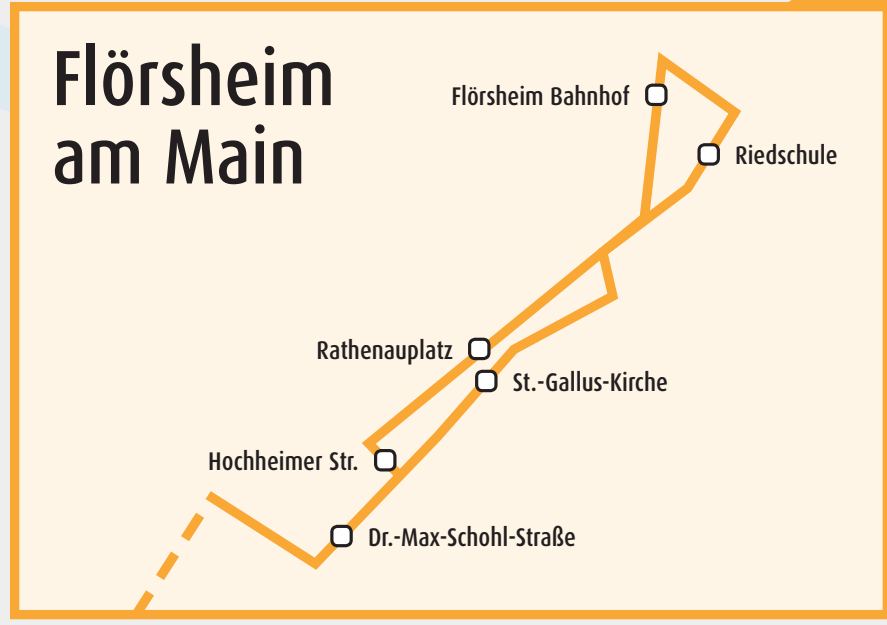 Flörsheim
am Main
Flörsheim Bahnhof
Riedschule
Rathenauplatz
St.-Gallus-Kirche
Hochheimer Str.
Dr.-Max-Schohl-Straße